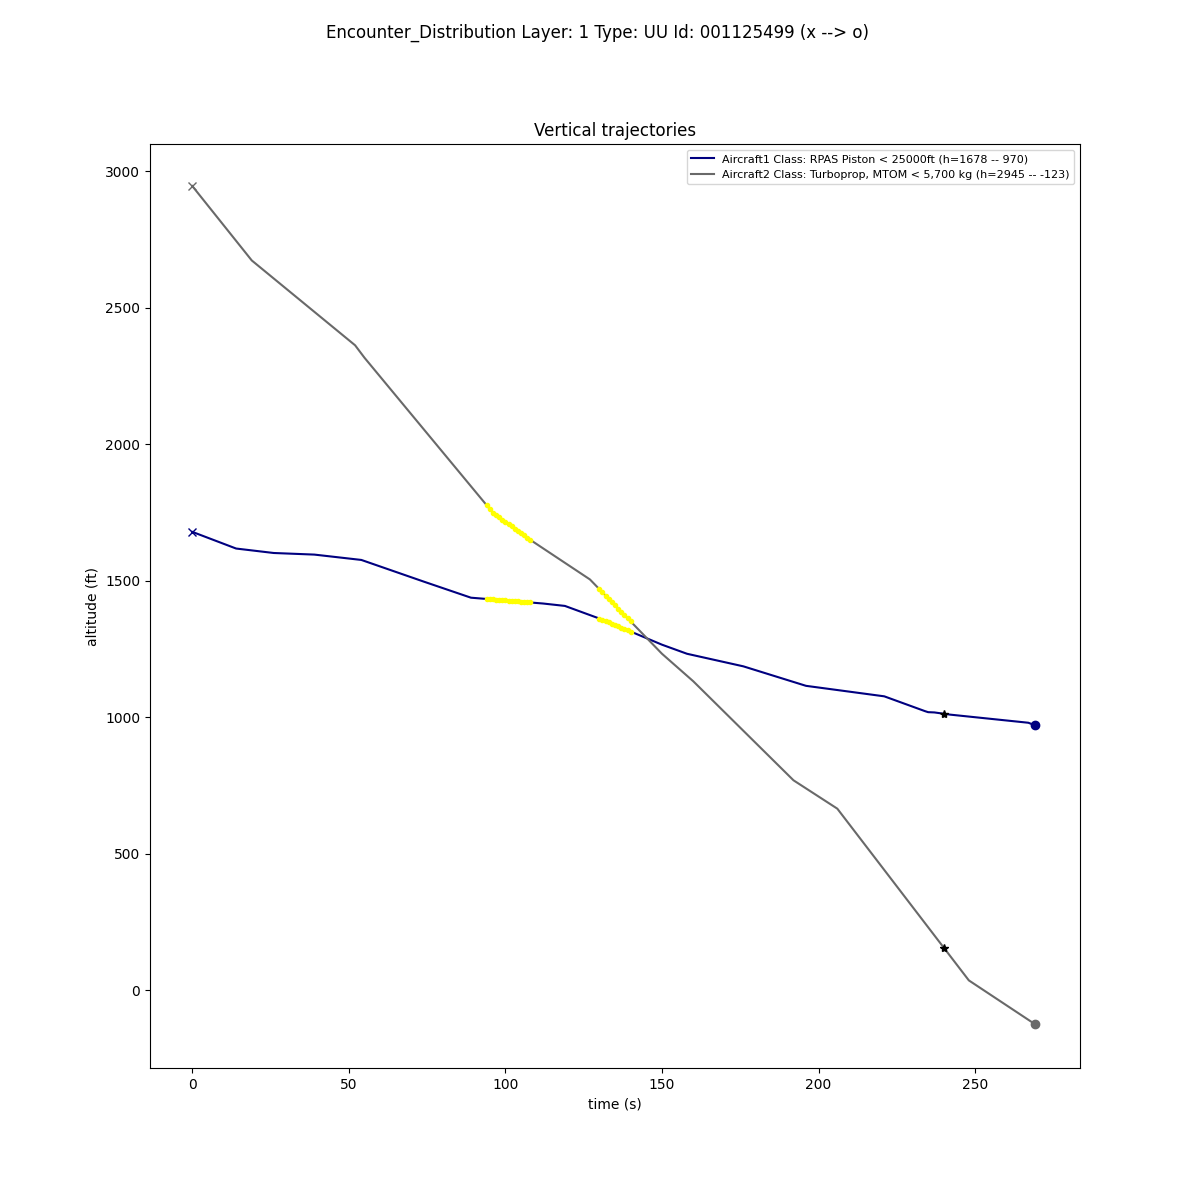 Encounter_Distribution Layer: 1 Type: UU Id: 001125499 (x --> o)
Vertical trajectories
Aircraft1 Class: RPAS Piston < 25000ft (h=1678 -- 970)
Aircraft2 Class: Turboprop, MTOM < 5,700 kg (h=2945 -- -123)
3000
2500
2000
1500
1000
500
0
altitude (ft)
0 50 100 150 200 250
time (s)